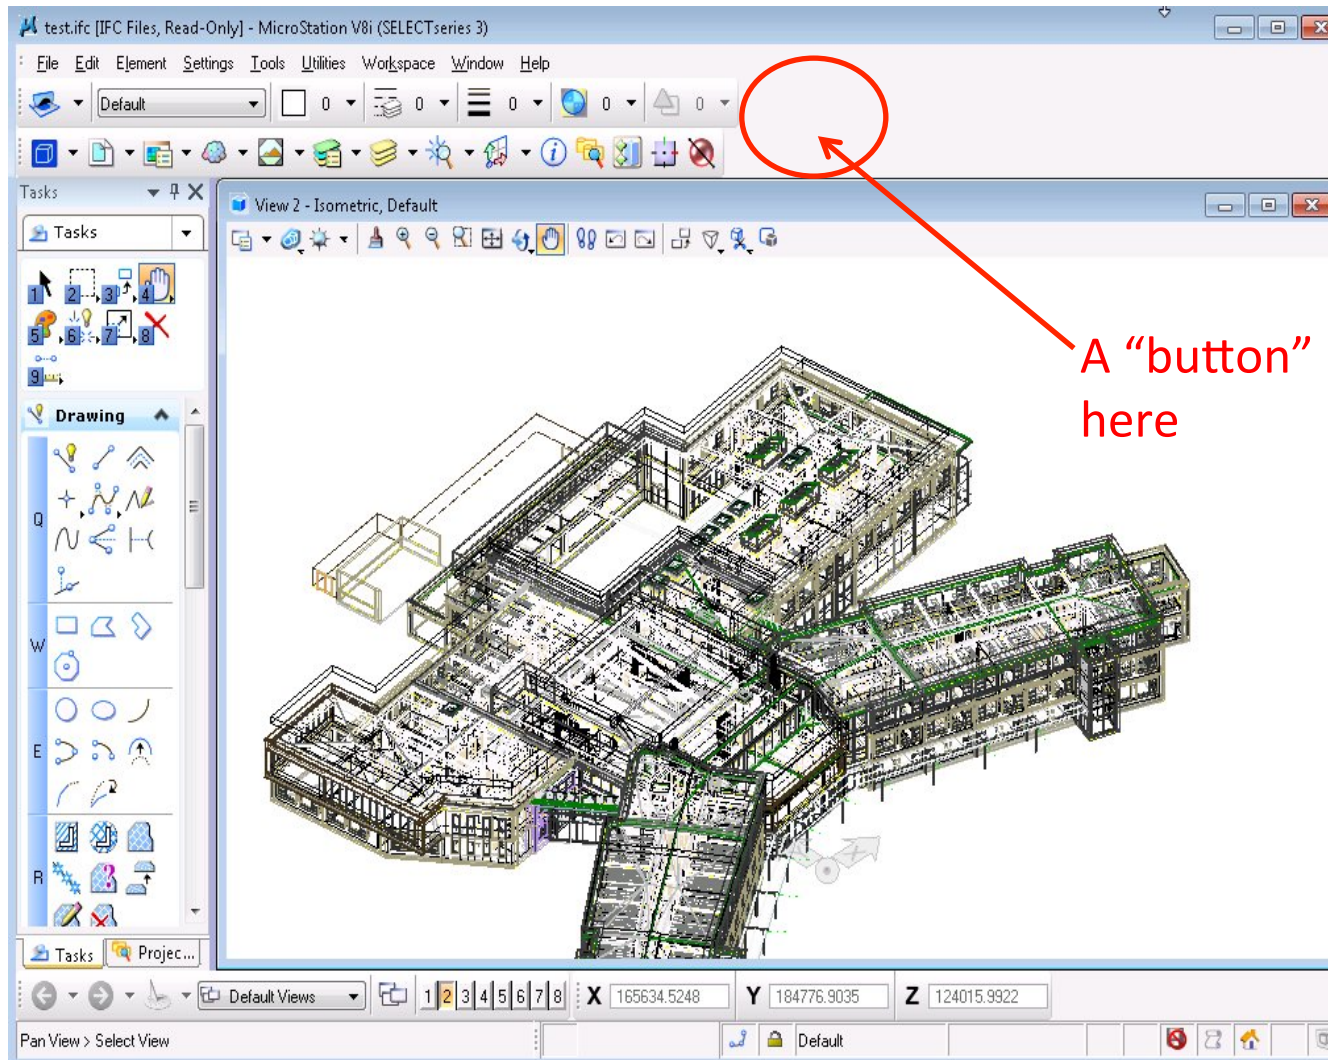 test.ifc [IFC Files, Read-Only] - MicroStation V8i (SELECTseries 3)
File Edit Element Settings Tools Utilities Workspace Window Help
Default 0 0 0 0 0
Tasks
View 2 - Isometric, Default
Tasks
1 2 3 4
5 6 7 8
9
A “button”
here
Drawing
Q
W
E
R
Tasks Projec...
Default Views 1 2 3 4 5 6 7 8 X 165634.5248 Y 184776.9035 Z 124015.9922
Pan View > Select View Default